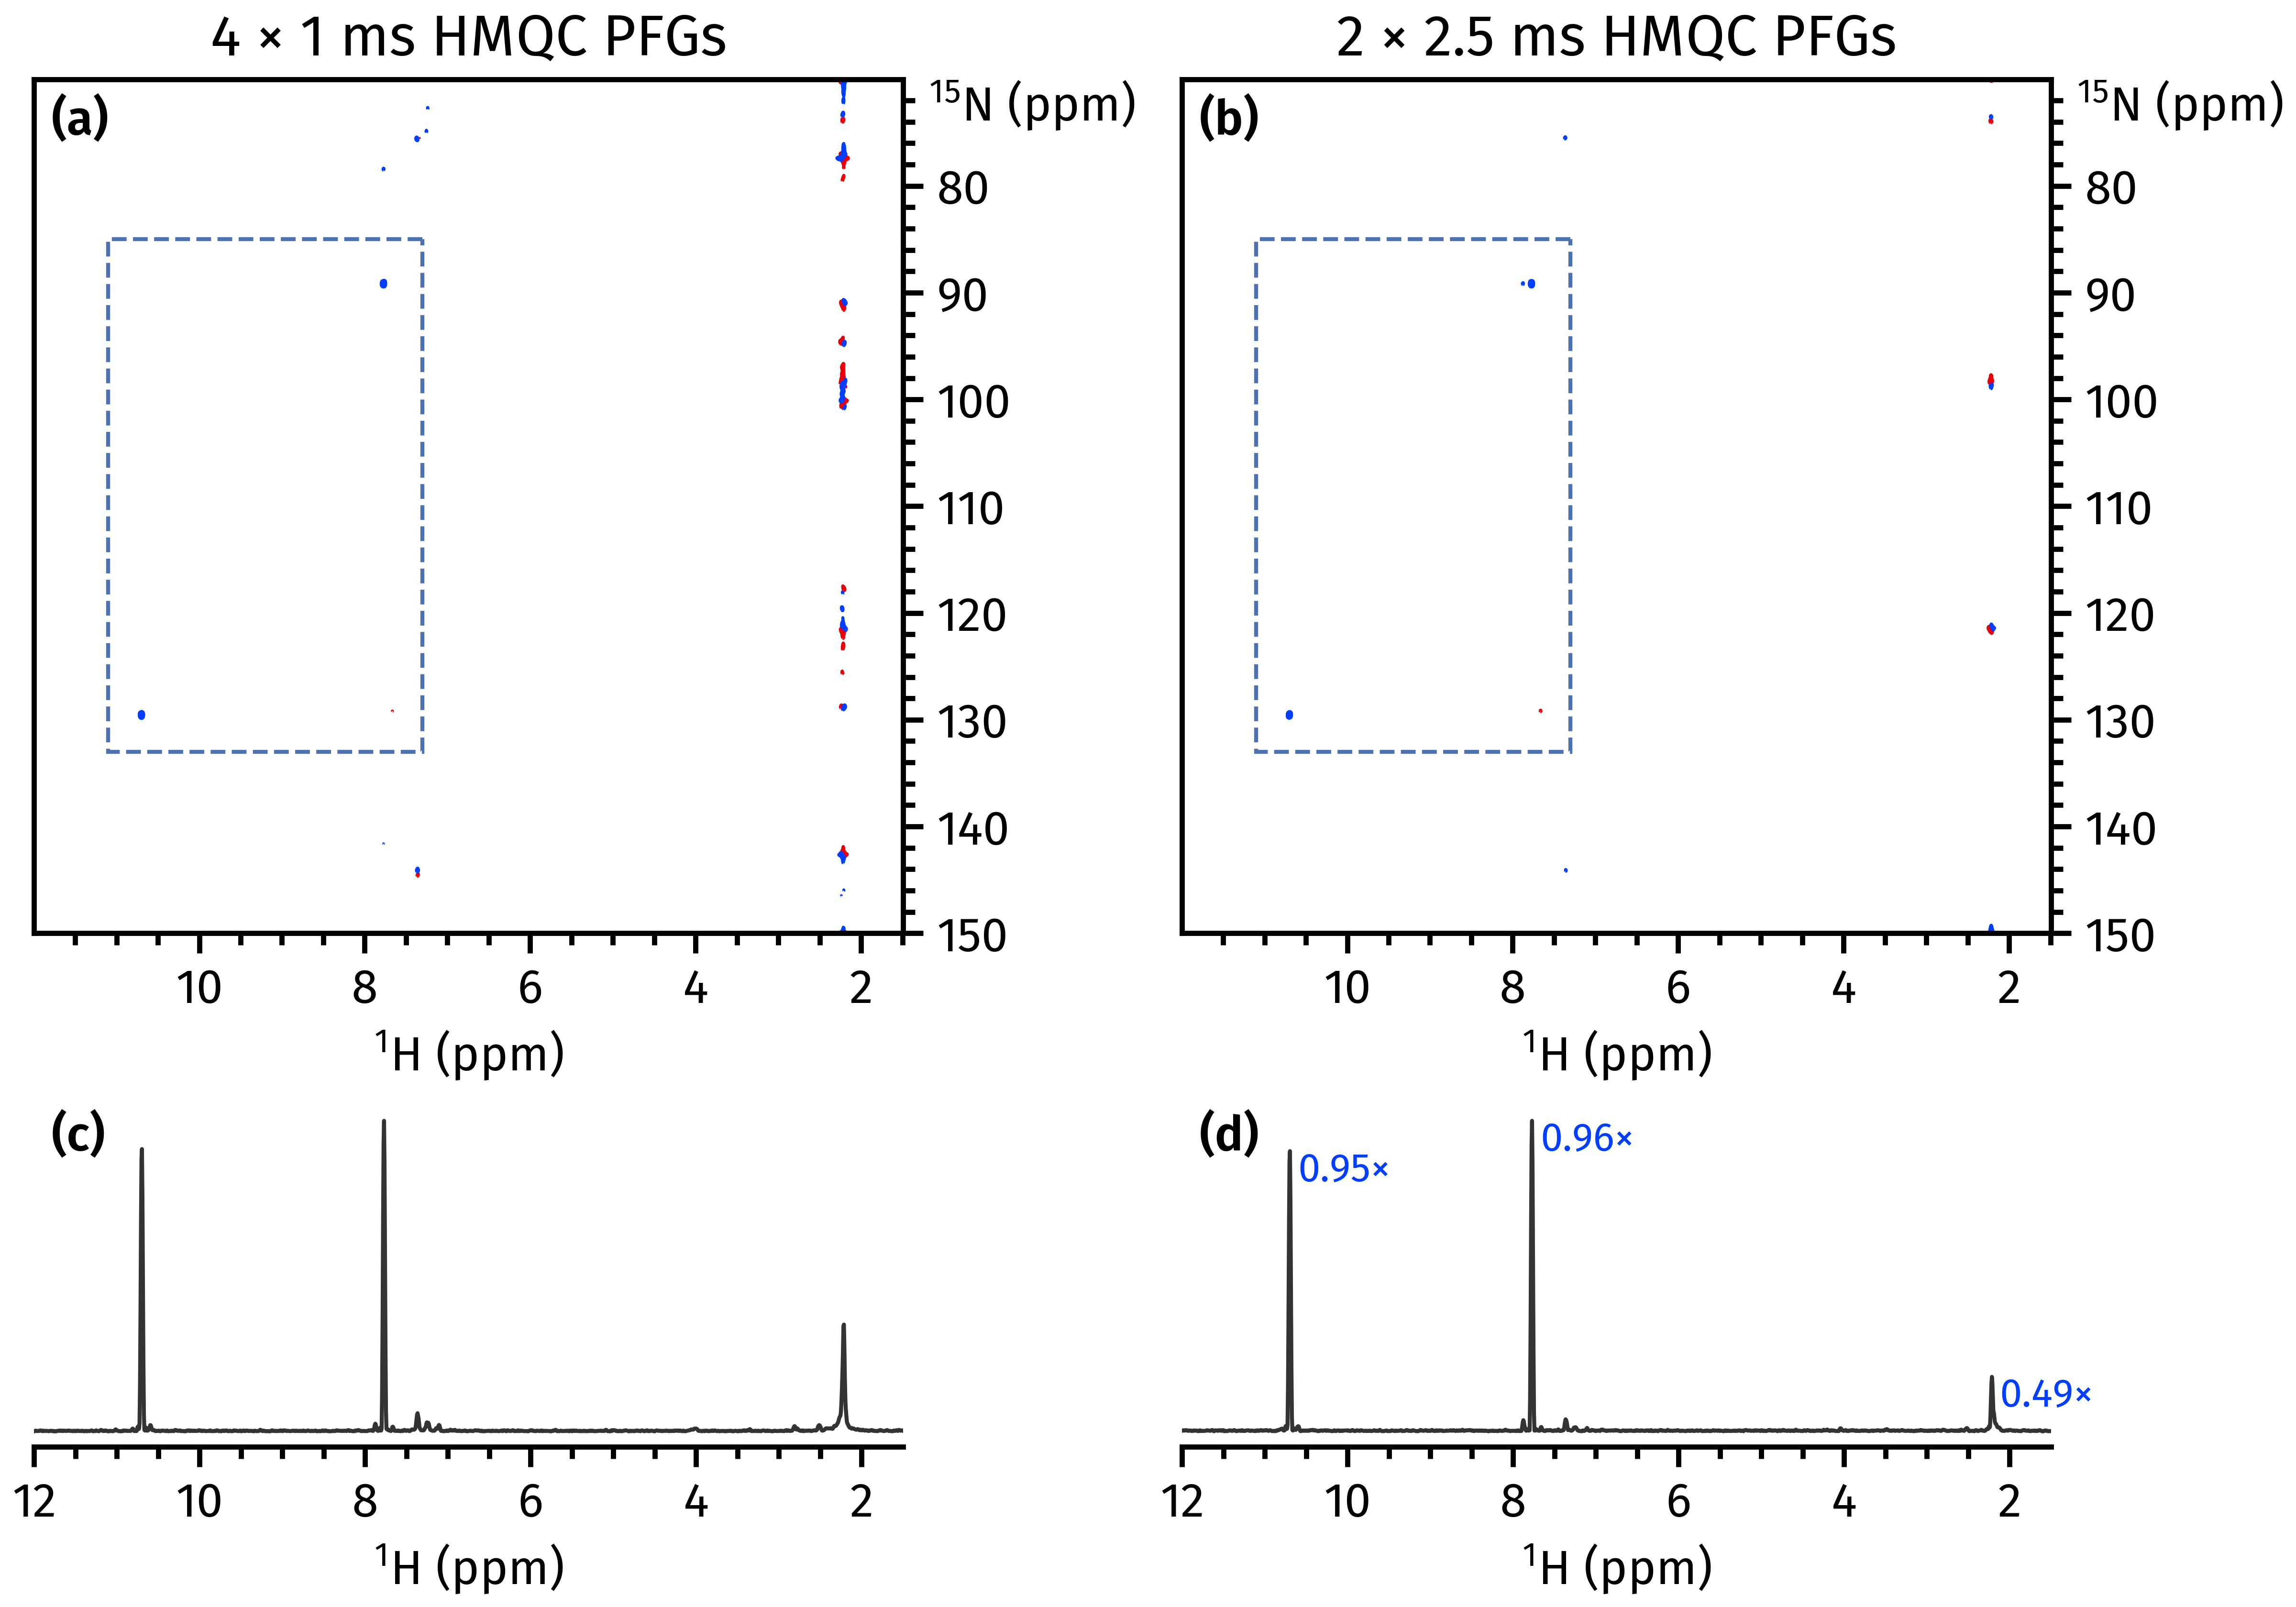 4 × 1 ms HMQC PFGs
2 × 2.5 ms HMQC PFGs
(a)
¹⁵N (ppm)
80
90
100
110
120
130
140
150
10 8 6 4 2
¹H (ppm)
(b)
¹⁵N (ppm)
80
90
100
110
120
130
140
150
10 8 6 4 2
¹H (ppm)
(c)
12 10 8 6 4 2
¹H (ppm)
(d)
0.95×
0.96×
0.49×
12 10 8 6 4 2
¹H (ppm)